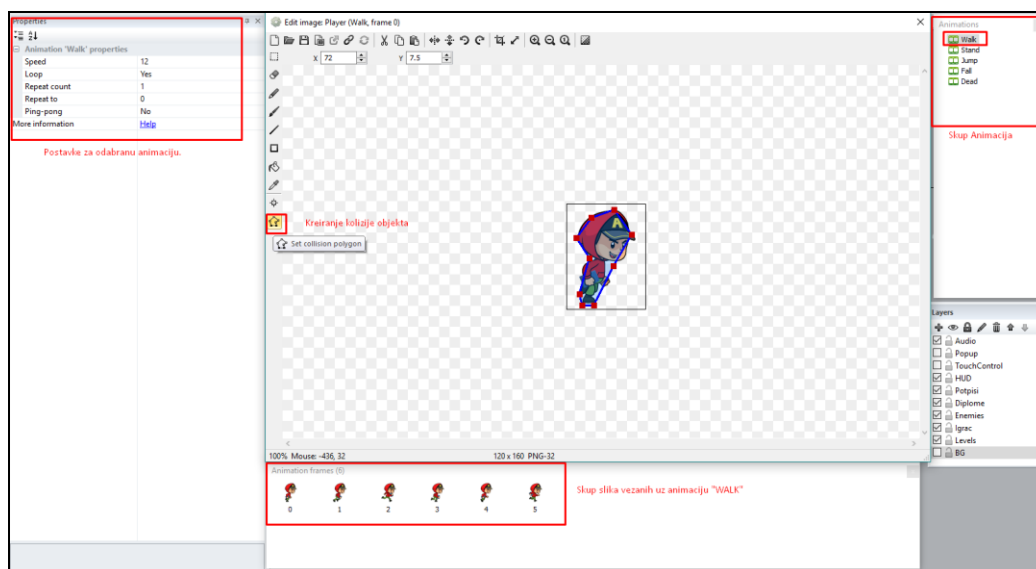 Properties
Animation 'Walk' properties
Speed 12
Loop Yes
Repeat count 1
Repeat to 0
Ping-pong No
More information Help
Postavke za odabranu animaciju.
Edit image: Player (Walk, frame 0)
X 72 Y 7.5
Kreiranje kolizije objekta
Set collision polygon
A
100% Mouse: -436, 32 120 x 160 PNG-32
Animation frames (6)
0 1 2 3 4 5
Skup slika vezanih uz animaciju "WALK"
Animations
Walk
Stand
Jump
Fall
Dead
Skup Animacija
Layers
Audio
Popup
TouchControl
HUD
Potpisi
Diplome
Enemies
Igrac
Levels
BG